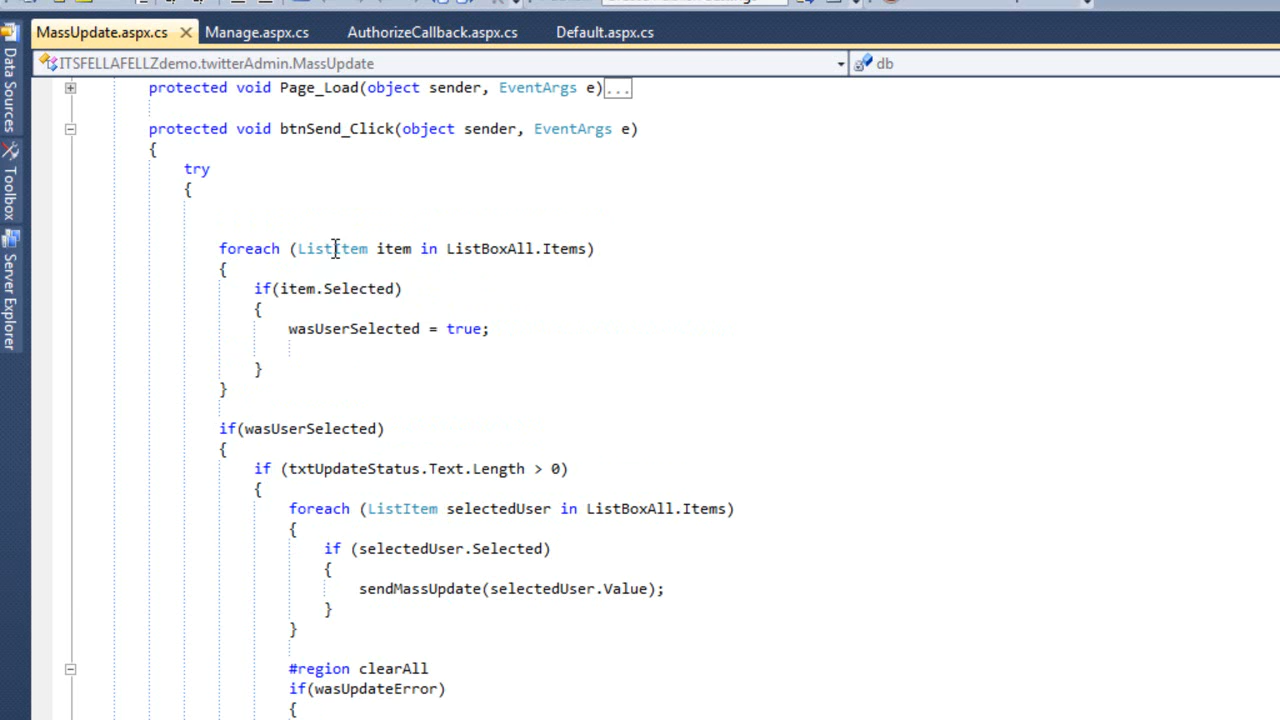 MassUpdate.aspx.cs Manage.aspx.cs AuthorizeCallback.aspx.cs Default.aspx.cs
ITSFELLAFELLZdemo.twitterAdmin.MassUpdate db
Data Sources
Toolbox
Server Explorer
protected void Page_Load(object sender, EventArgs e)...
protected void btnSend_Click(object sender, EventArgs e)
{
try
{
foreach (ListItem item in ListBoxAll.Items)
{
if(item.Selected)
{
wasUserSelected = true;
}
}
if(wasUserSelected)
{
if (txtUpdateStatus.Text.Length > 0)
{
foreach (ListItem selectedUser in ListBoxAll.Items)
{
if (selectedUser.Selected)
{
sendMassUpdate(selectedUser.Value);
}
}
#region clearAll
if(wasUpdateError)
{